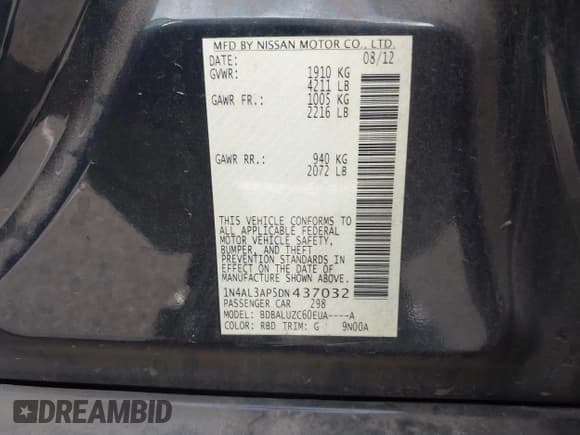 MFD BY NISSAN MOTOR CO., LTD.
DATE: 08/12
GVWR: 1910 KG
4211 LB
GAWR FR.: 1005 KG
2216 LB
GAWR RR.: 940 KG
2072 LB
THIS VEHICLE CONFORMS TO
ALL APPLICABLE FEDERAL
MOTOR VEHICLE SAFETY,
BUMPER, AND THEFT
PREVENTION STANDARDS IN
EFFECT ON THE DATE OF
MANUFACTURE SHOWN ABOVE.
1N4AL3AP5DN437032
PASSENGER CAR 298
MODEL: BDBALUZC60EUA----A
COLOR: RBD TRIM: G 9N00A
DREAMBID